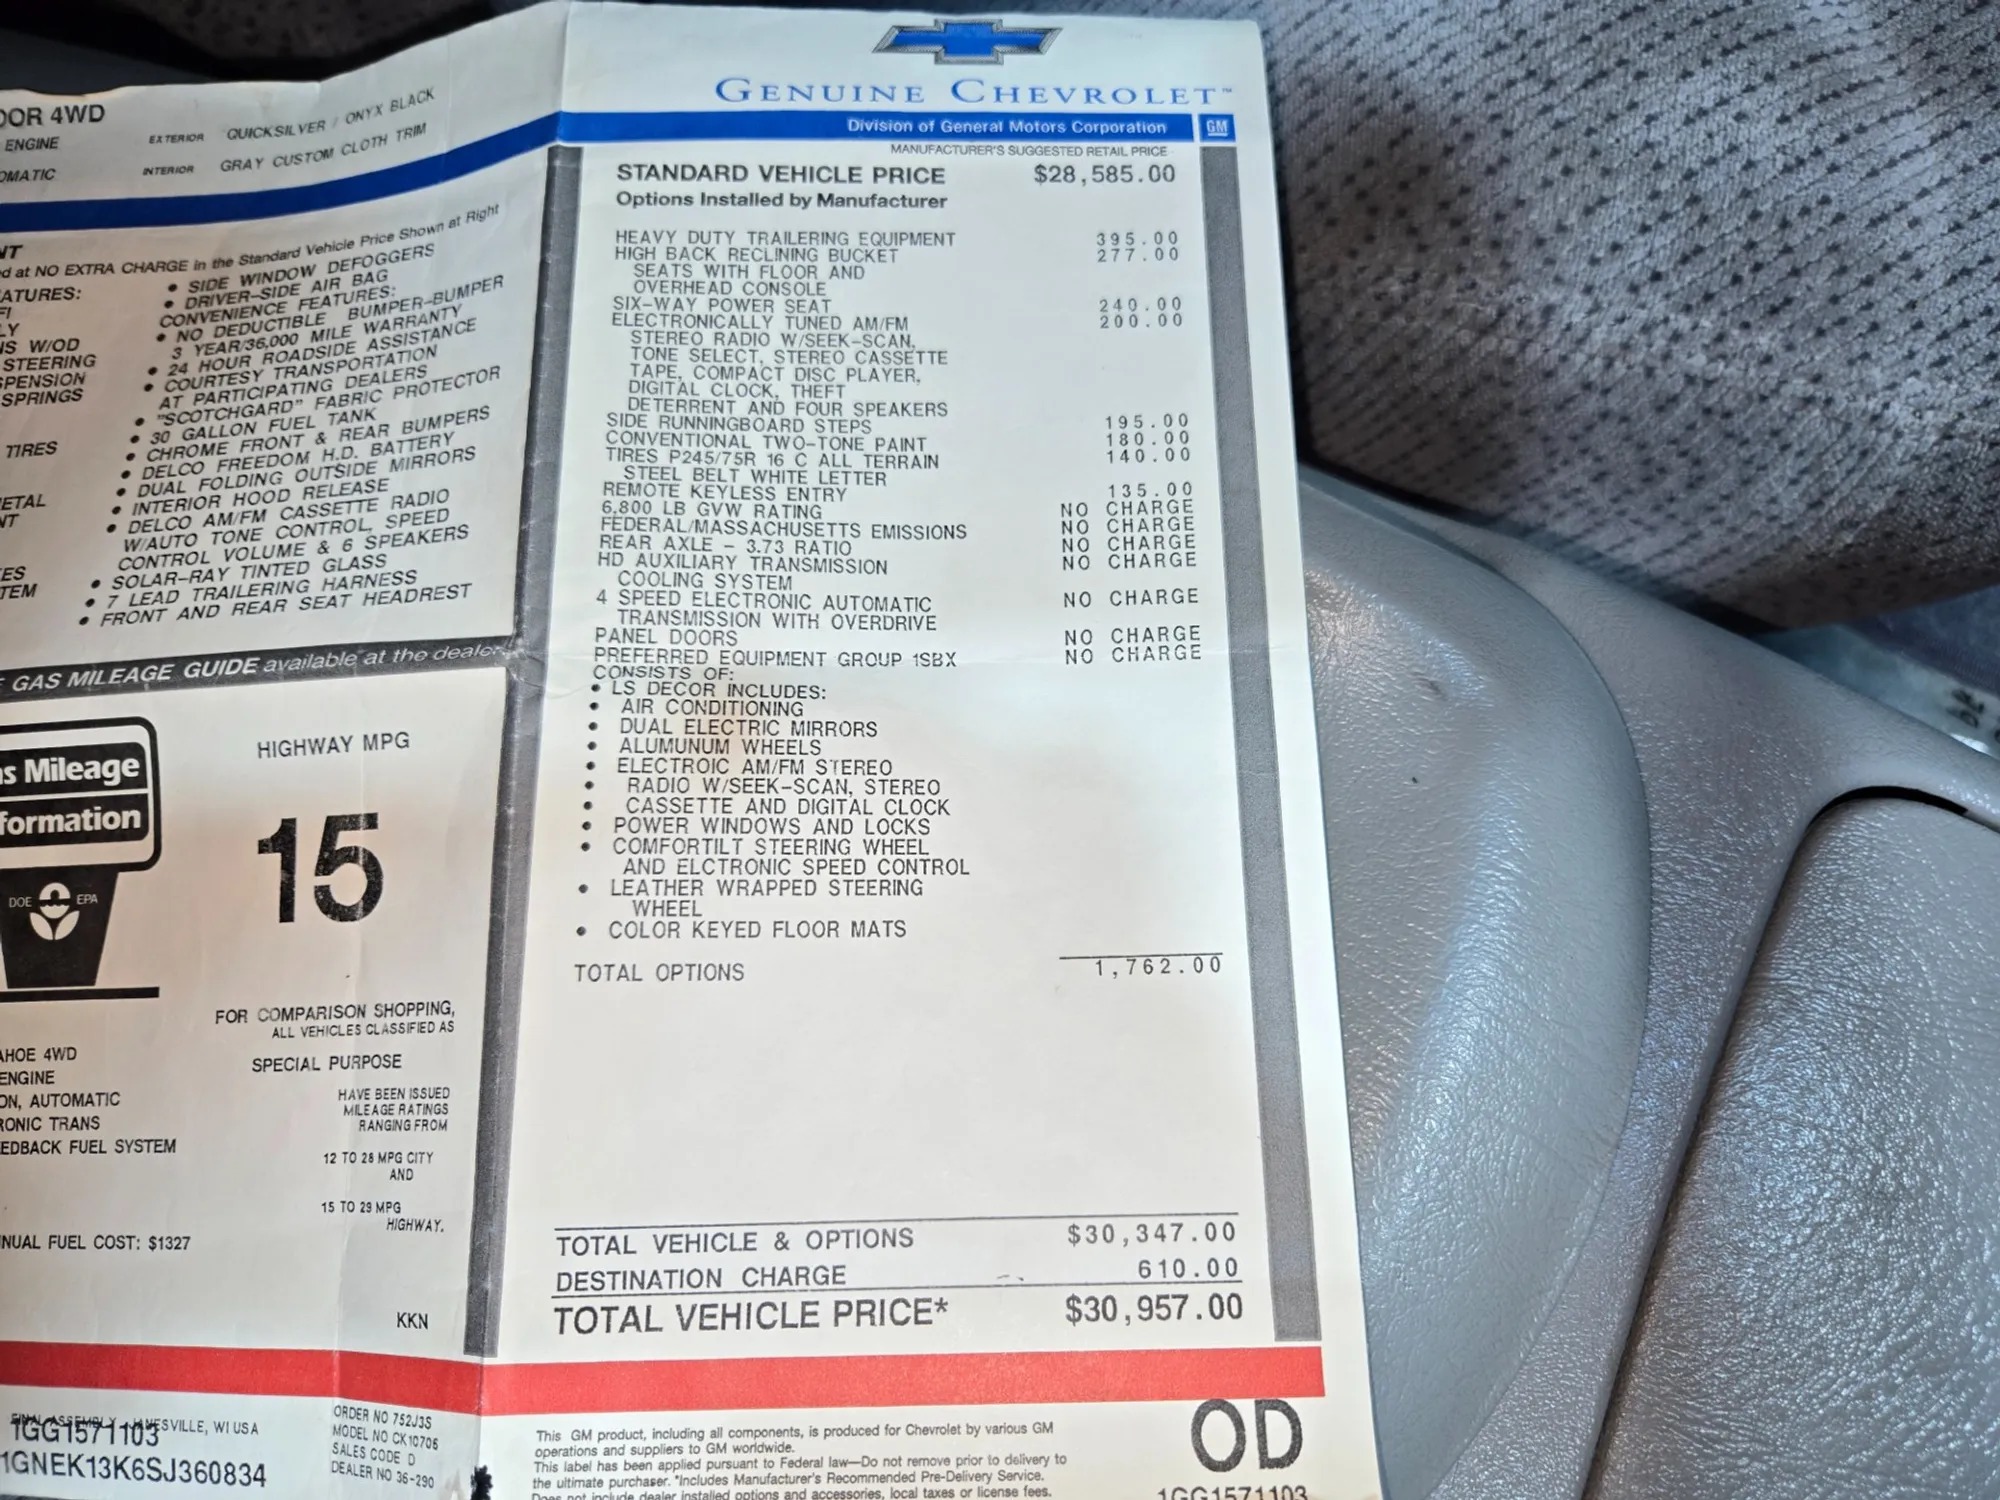 OOR 4WD
ENGINE
OMATIC
EXTERIOR QUICKSILVER / ONYX BLACK
INTERIOR GRAY CUSTOM CLOTH TRIM
NT
d at NO EXTRA CHARGE in the Standard Vehicle Price Shown at Right
ATURES:
FI
LY
NS W/OD
STEERING
SPENSION
SPRINGS
TIRES
ETAL
NT
ES
TEM
• SIDE WINDOW DEFOGGERS
• DRIVER-SIDE AIR BAG
CONVENIENCE FEATURES:
• NO DEDUCTIBLE BUMPER-BUMPER
3 YEAR/36,000 MILE WARRANTY
• 24 HOUR ROADSIDE ASSISTANCE
• COURTESY TRANSPORTATION
AT PARTICIPATING DEALERS
• "SCOTCHGARD" FABRIC PROTECTOR
• 30 GALLON FUEL TANK
• CHROME FRONT & REAR BUMPERS
• DELCO FREEDOM H.D. BATTERY
• DUAL FOLDING OUTSIDE MIRRORS
• INTERIOR HOOD RELEASE
• DELCO AM/FM CASSETTE RADIO
W/AUTO TONE CONTROL, SPEED
CONTROL VOLUME & 6 SPEAKERS
• SOLAR-RAY TINTED GLASS
• 7 LEAD TRAILERING HARNESS
• FRONT AND REAR SEAT HEADREST
GAS MILEAGE GUIDE available at the dealer
s Mileage
formation
DOE EPA
HIGHWAY MPG
15
FOR COMPARISON SHOPPING,
ALL VEHICLES CLASSIFIED AS
SPECIAL PURPOSE
HAVE BEEN ISSUED
MILEAGE RATINGS
RANGING FROM
12 TO 28 MPG CITY
AND
15 TO 29 MPG
HIGHWAY.
AHOE 4WD
ENGINE
ON, AUTOMATIC
RONIC TRANS
EDBACK FUEL SYSTEM
NUAL FUEL COST: $1327
KKN
FINAL ASSEMBLY - JANESVILLE, WI USA
1GG1571103
1GNEK13K6SJ360834
ORDER NO 752J3S
MODEL NO CK10706
SALES CODE D
DEALER NO 36-290
GENUINE CHEVROLET™
Division of General Motors Corporation GM
MANUFACTURER'S SUGGESTED RETAIL PRICE
STANDARD VEHICLE PRICE $28,585.00
Options Installed by Manufacturer
HEAVY DUTY TRAILERING EQUIPMENT 395.00
HIGH BACK RECLINING BUCKET 277.00
SEATS WITH FLOOR AND
OVERHEAD CONSOLE
SIX-WAY POWER SEAT 240.00
ELECTRONICALLY TUNED AM/FM 200.00
STEREO RADIO W/SEEK-SCAN,
TONE SELECT, STEREO CASSETTE
TAPE, COMPACT DISC PLAYER,
DIGITAL CLOCK, THEFT
DETERRENT AND FOUR SPEAKERS
SIDE RUNNINGBOARD STEPS 195.00
CONVENTIONAL TWO-TONE PAINT 180.00
TIRES P245/75R 16 C ALL TERRAIN 140.00
STEEL BELT WHITE LETTER
REMOTE KEYLESS ENTRY 135.00
6,800 LB GVW RATING NO CHARGE
FEDERAL/MASSACHUSETTS EMISSIONS NO CHARGE
REAR AXLE - 3.73 RATIO NO CHARGE
HD AUXILIARY TRANSMISSION NO CHARGE
COOLING SYSTEM
4 SPEED ELECTRONIC AUTOMATIC NO CHARGE
TRANSMISSION WITH OVERDRIVE
PANEL DOORS NO CHARGE
PREFERRED EQUIPMENT GROUP 1SBX NO CHARGE
CONSISTS OF:
• LS DECOR INCLUDES:
• AIR CONDITIONING
• DUAL ELECTRIC MIRRORS
• ALUMUNUM WHEELS
• ELECTROIC AM/FM STEREO
• RADIO W/SEEK-SCAN, STEREO
• CASSETTE AND DIGITAL CLOCK
• POWER WINDOWS AND LOCKS
• COMFORTILT STEERING WHEEL
AND ELCTRONIC SPEED CONTROL
• LEATHER WRAPPED STEERING
WHEEL
• COLOR KEYED FLOOR MATS
TOTAL OPTIONS 1,762.00
TOTAL VEHICLE & OPTIONS $30,347.00
DESTINATION CHARGE 610.00
TOTAL VEHICLE PRICE* $30,957.00
This GM product, including all components, is produced for Chevrolet by various GM
operations and suppliers to GM worldwide.
This label has been applied pursuant to Federal law—Do not remove prior to delivery to
the ultimate purchaser. *Includes Manufacturer's Recommended Pre-Delivery Service.
Does not include dealer installed options and accessories, local taxes or license fees.
OD
1GG1571103